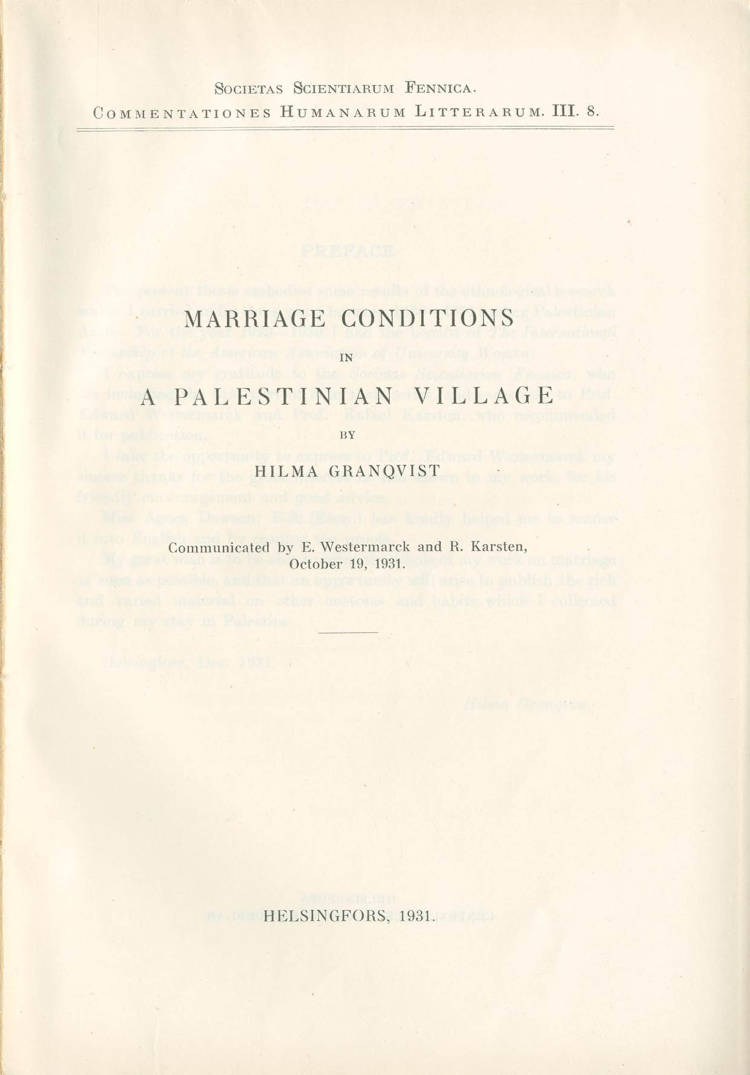 SOCIETAS SCIENTIARUM FENNICA.
COMMENTATIONES HUMANARUM LITTERARUM. III. 8.
MARRIAGE CONDITIONS
IN
A PALESTINIAN VILLAGE
BY
HILMA GRANQVIST
Communicated by E. Westermarck and R. Karsten,
October 19, 1931.
HELSINGFORS, 1931.